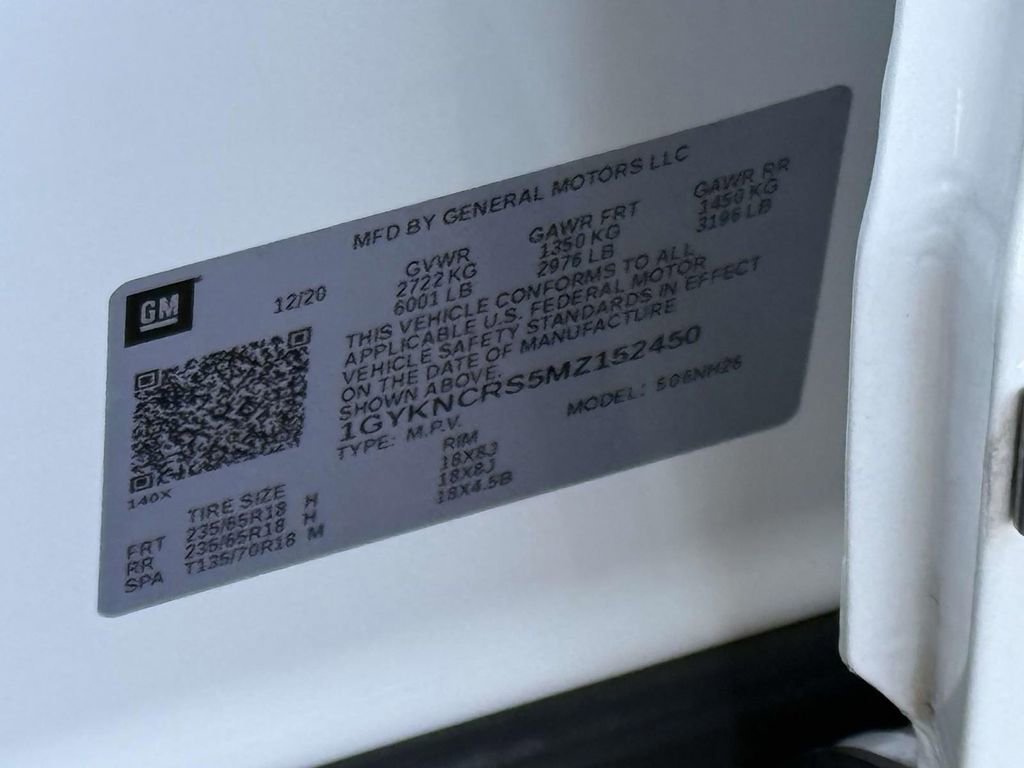 MFD BY GENERAL MOTORS LLC
GM
12/20
GVWR
2722 KG
6001 LB
GAWR FRT
1350 KG
2976 LB
GAWR RR
1450 KG
3196 LB
THIS VEHICLE CONFORMS TO ALL
APPLICABLE U.S. FEDERAL MOTOR
VEHICLE SAFETY STANDARDS IN EFFECT
ON THE DATE OF MANUFACTURE
SHOWN ABOVE.
1GYKNCRS5MZ152450
TYPE: M.P.V.
MODEL: 506NH26
140X
TIRE SIZE
RIM
FRT 235/65R18 H 18X8J
RR 235/65R18 H 18X8J
SPA T135/70R18 M 18X4.5B